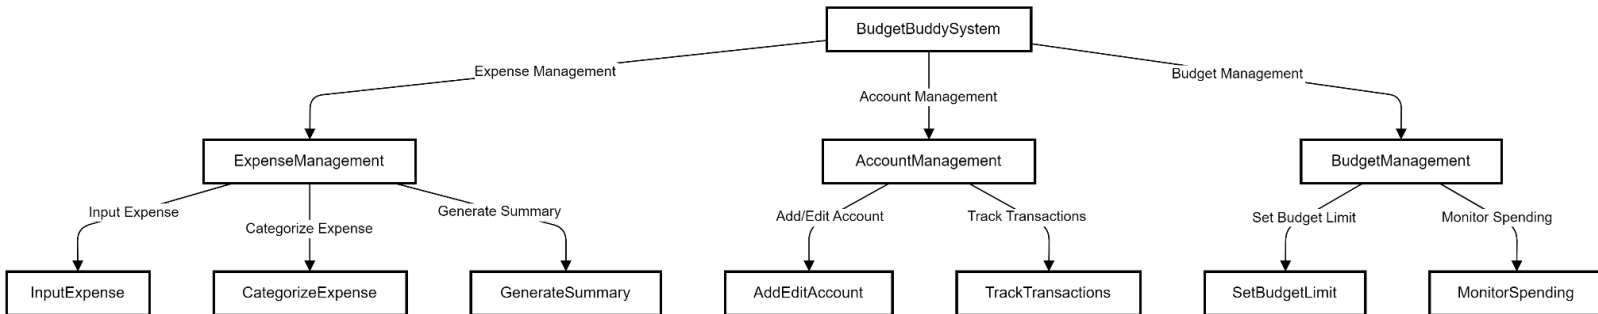 BudgetBuddySystem
Expense Management
Account Management
Budget Management
ExpenseManagement
AccountManagement
BudgetManagement
Input Expense
Categorize Expense
Generate Summary
Add/Edit Account
Track Transactions
Set Budget Limit
Monitor Spending
InputExpense
CategorizeExpense
GenerateSummary
AddEditAccount
TrackTransactions
SetBudgetLimit
MonitorSpending